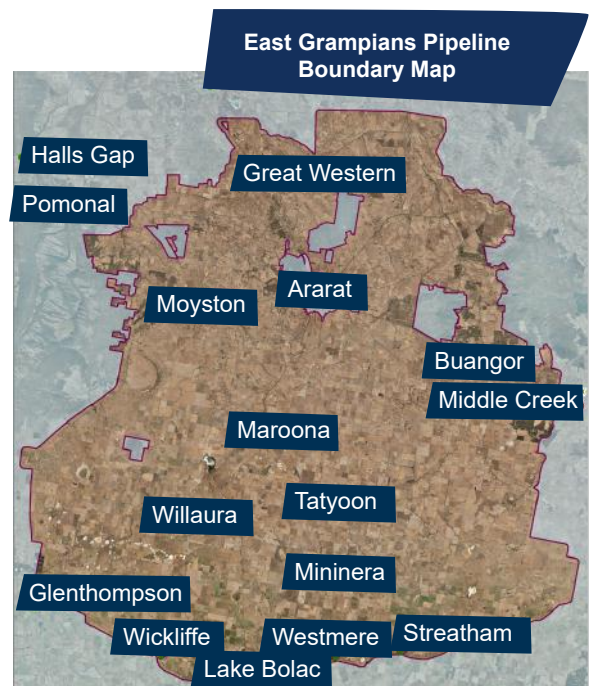 East Grampians Pipeline
Boundary Map
Halls Gap
Great Western
Pomonal
Ararat
Moyston
Buangor
Middle Creek
Maroona
Tatyoon
Willaura
Mininera
Glenthompson
Wickliffe
Westmere
Streatham
Lake Bolac